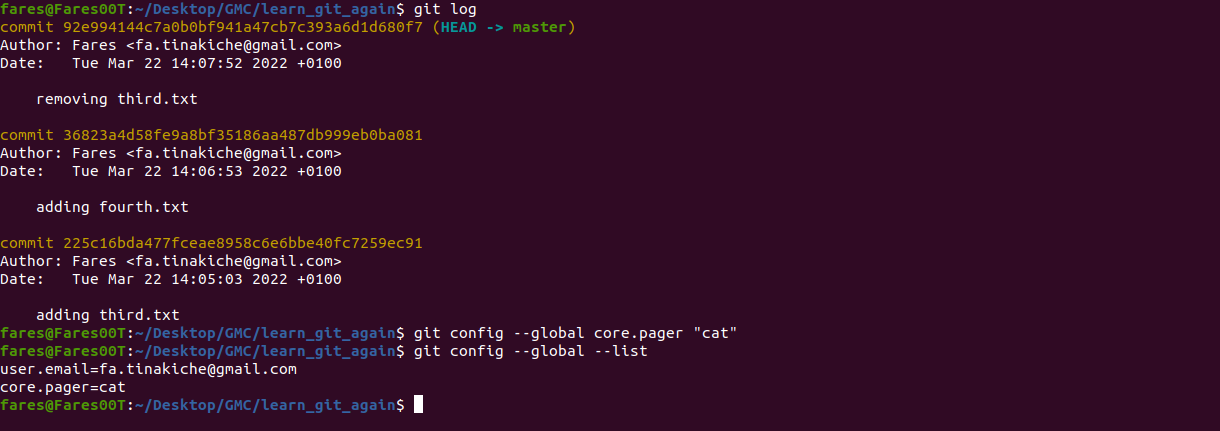 fares@Fares00T:~/Desktop/GMC/learn_git_again$ git log
commit 92e994144c7a0b0bf941a47cb7c393a6d1d680f7 (HEAD -> master)
Author: Fares <fa.tinakiche@gmail.com>
Date:   Tue Mar 22 14:07:52 2022 +0100
    removing third.txt
commit 36823a4d58fe9a8bf35186aa487db999eb0ba081
Author: Fares <fa.tinakiche@gmail.com>
Date:   Tue Mar 22 14:06:53 2022 +0100
    adding fourth.txt
commit 225c16bda477fceae8958c6e6bbe40fc7259ec91
Author: Fares <fa.tinakiche@gmail.com>
Date:   Tue Mar 22 14:05:03 2022 +0100
    adding third.txt
fares@Fares00T:~/Desktop/GMC/learn_git_again$ git config --global core.pager "cat"
fares@Fares00T:~/Desktop/GMC/learn_git_again$ git config --global --list
user.email=fa.tinakiche@gmail.com
core.pager=cat
fares@Fares00T:~/Desktop/GMC/learn_git_again$